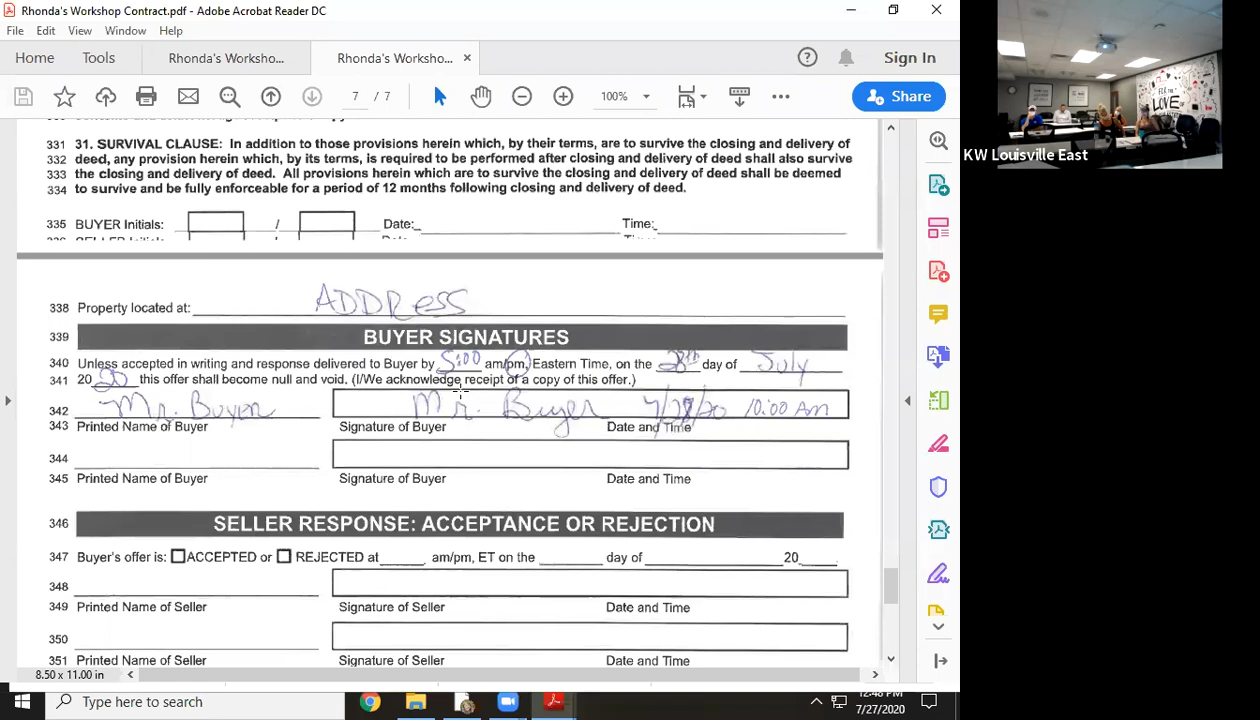 Rhonda's Workshop Contract.pdf - Adobe Acrobat Reader DC
File Edit View Window Help
Home Tools Rhonda's Worksho... Rhonda's Worksho... × Sign In
7 / 7 100% Share
331 31. SURVIVAL CLAUSE: In addition to those provisions herein which, by their terms, are to survive the closing and delivery of
332 deed, any provision herein which, by its terms, is required to be performed after closing and delivery of deed shall also survive
333 the closing and delivery of deed. All provisions herein which are to survive the closing and delivery of deed shall be deemed
334 to survive and be fully enforceable for a period of 12 months following closing and delivery of deed.
335 BUYER Initials: / Date: Time:
338 Property located at: ADDRESS
339 BUYER SIGNATURES
340 Unless accepted in writing and response delivered to Buyer by 5:00 am/pm, Eastern Time, on the 28th day of July
341 20 20 this offer shall become null and void. (I/We acknowledge receipt of a copy of this offer.)
342 Mr. Buyer Mr. Buyer 7/28/20 10:00 Am
343 Printed Name of Buyer Signature of Buyer Date and Time
344
345 Printed Name of Buyer Signature of Buyer Date and Time
346 SELLER RESPONSE: ACCEPTANCE OR REJECTION
347 Buyer's offer is: ACCEPTED or REJECTED at am/pm, ET on the day of 20
348
349 Printed Name of Seller Signature of Seller Date and Time
350
351 Printed Name of Seller Signature of Seller Date and Time
8.50 x 11.00 in
Type here to search
12:48 PM
7/27/2020
KW Louisville East
LOVE